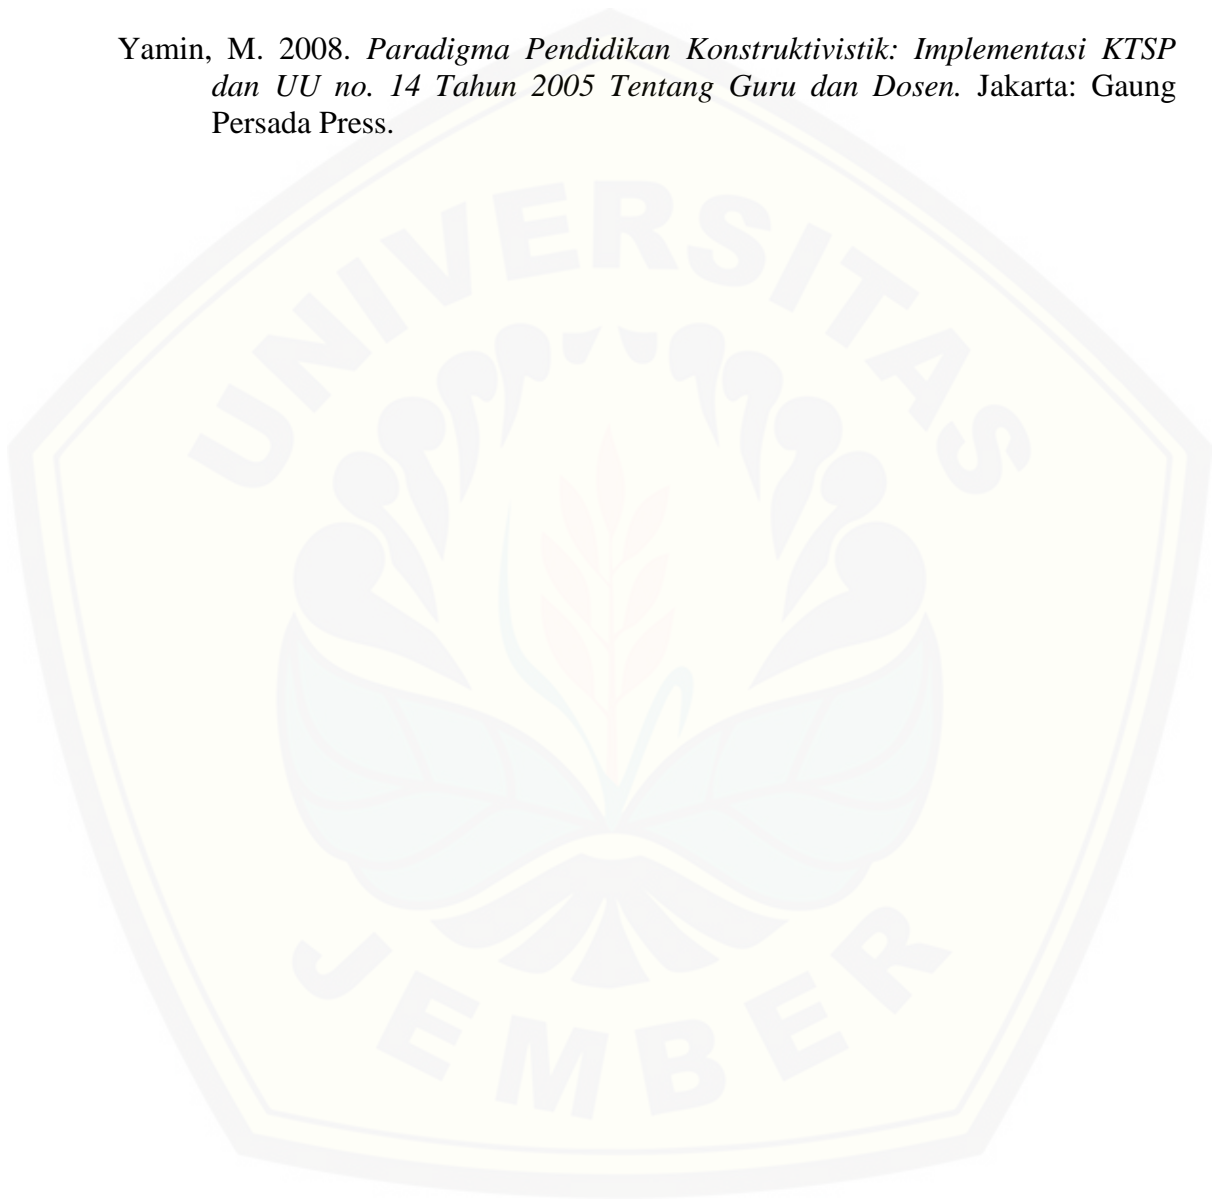 Yamin, M. 2008. Paradigma Pendidikan Konstruktivistik: Implementasi KTSP
dan UU no. 14 Tahun 2005 Tentang Guru dan Dosen. Jakarta: Gaung
Persada Press.
UNIVERSITAS
JEMBER